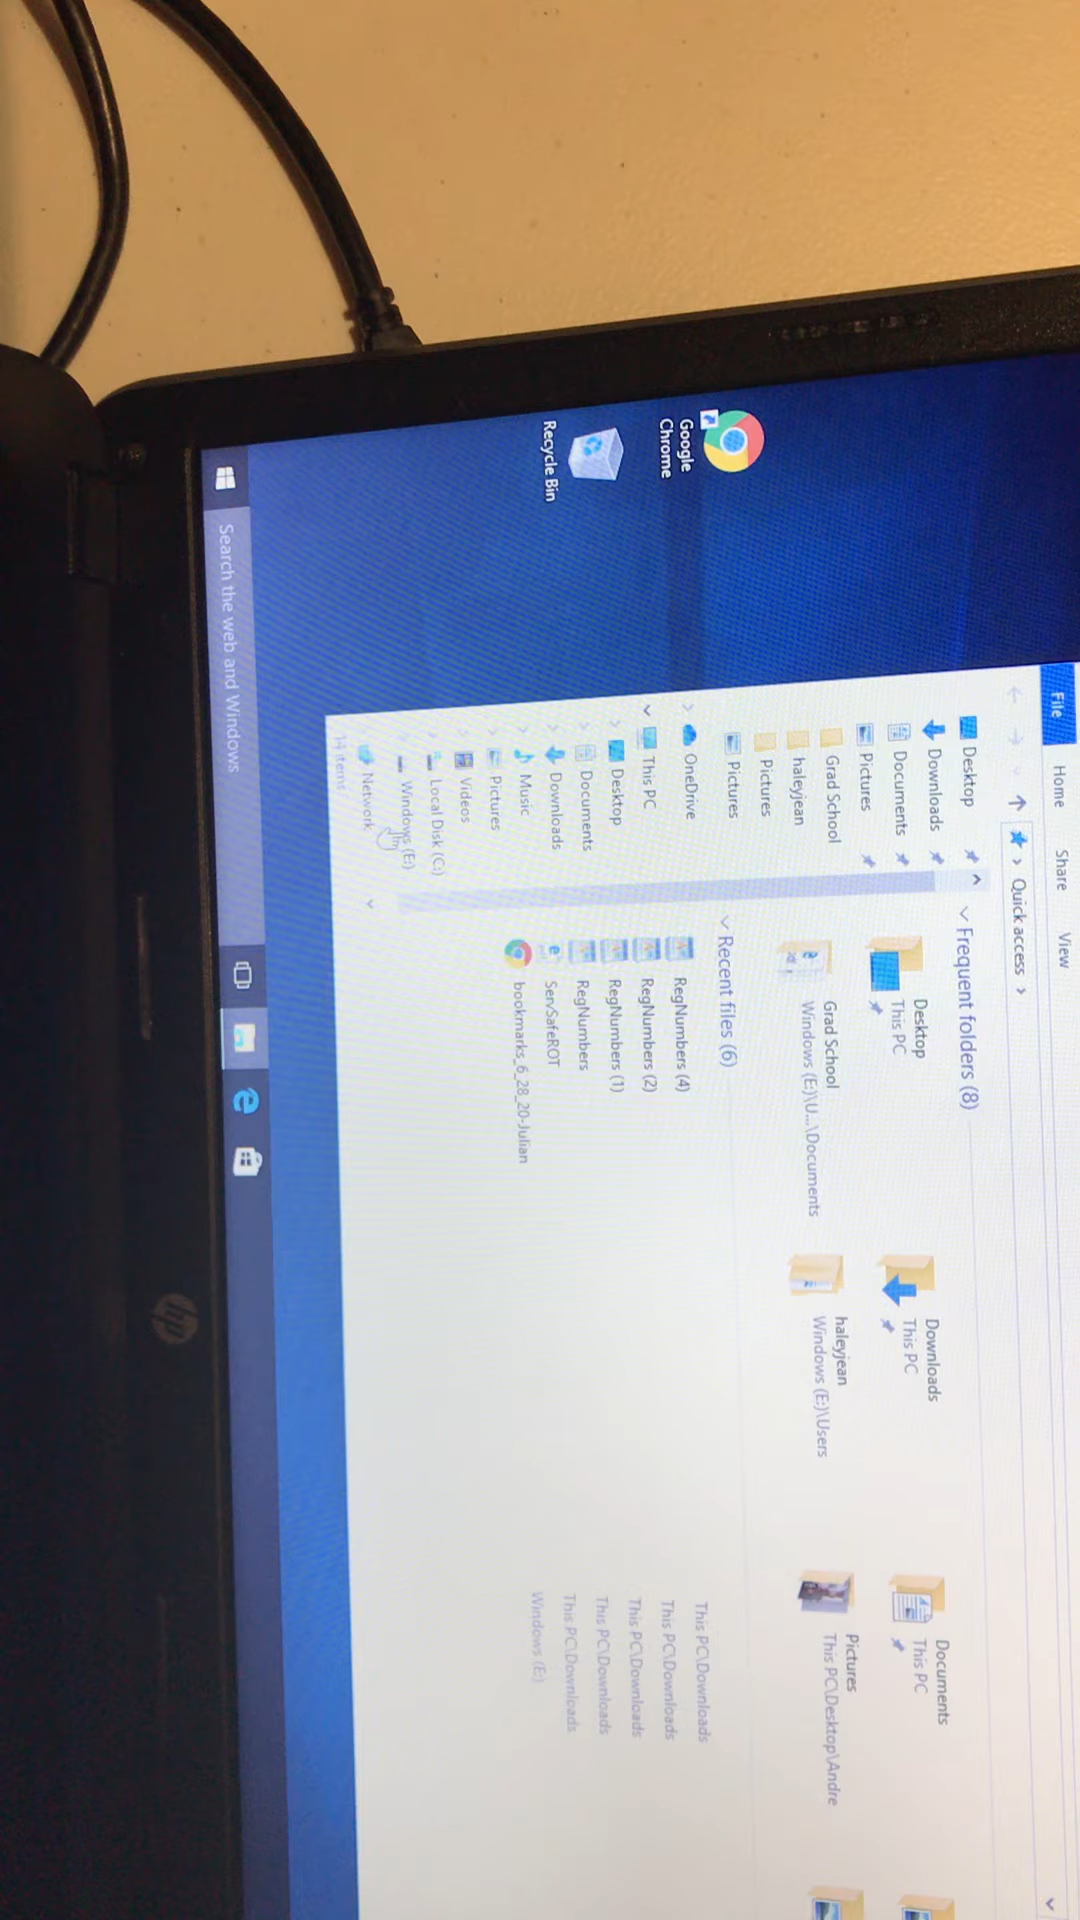 File Home Share View
Quick access
Desktop
Downloads
Documents
Pictures
Grad School
haleyjean
Pictures
Pictures
OneDrive
This PC
Desktop
Documents
Downloads
Music
Pictures
Videos
Local Disk (C:)
Windows (E:)
Network
14 items
Frequent folders (8)
Desktop
This PC
Downloads
This PC
Documents
This PC
Grad School
Windows (E:)\U...\Documents
haleyjean
Windows (E:)\Users
Pictures
This PC\Desktop\Andre
Recent files (6)
RegNumbers (4) This PC\Downloads
RegNumbers (2) This PC\Downloads
RegNumbers (1) This PC\Downloads
RegNumbers This PC\Downloads
ServSafeROT This PC\Downloads
bookmarks_6_28_20-Julian Windows (E:)
Google
Chrome
Recycle Bin
Search the web and Windows
hp